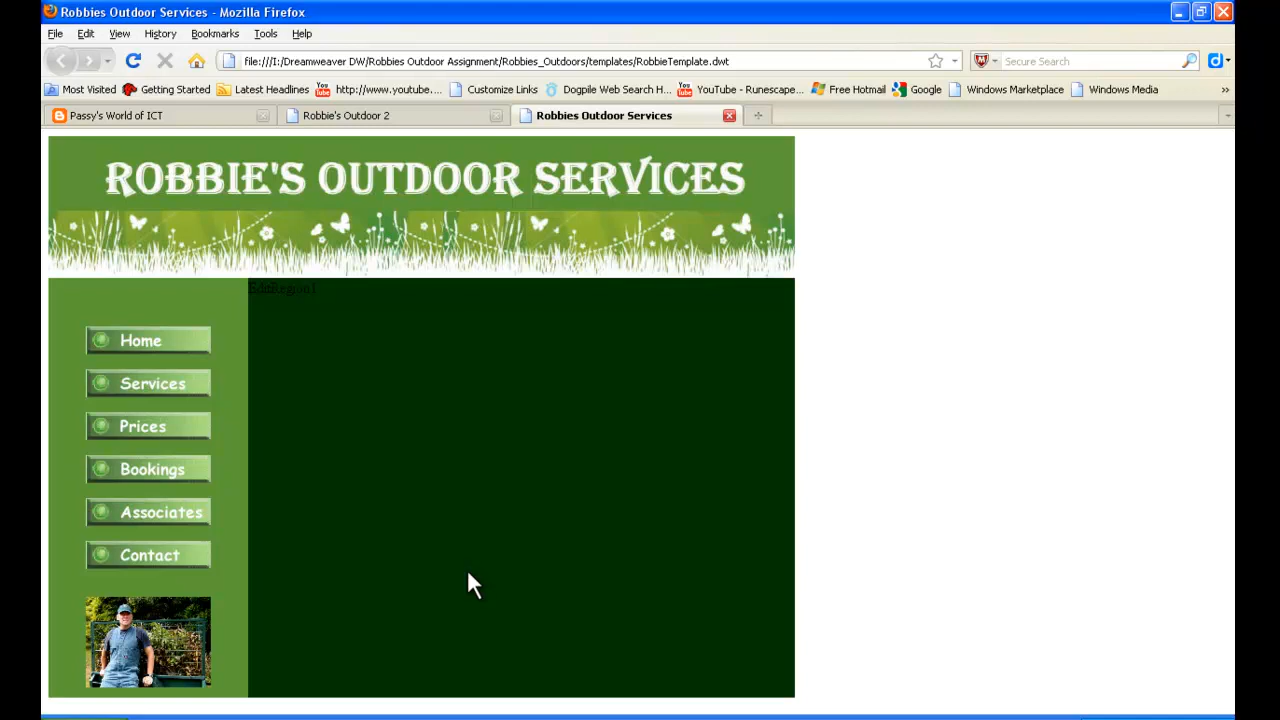 Robbies Outdoor Services - Mozilla Firefox
File Edit View History Bookmarks Tools Help
file:///I:/Dreamweaver DW/Robbies Outdoor Assignment/Robbies_Outdoors/templates/RobbieTemplate.dwt Secure Search
Most Visited Getting Started Latest Headlines http://www.youtube.... Customize Links Dogpile Web Search H... YouTube - Runescape... Free Hotmail Google Windows Marketplace Windows Media »
Passy's World of ICT Robbie's Outdoor 2 Robbies Outdoor Services
ROBBIE'S OUTDOOR SERVICES
EditRegion1
Home
Services
Prices
Bookings
Associates
Contact